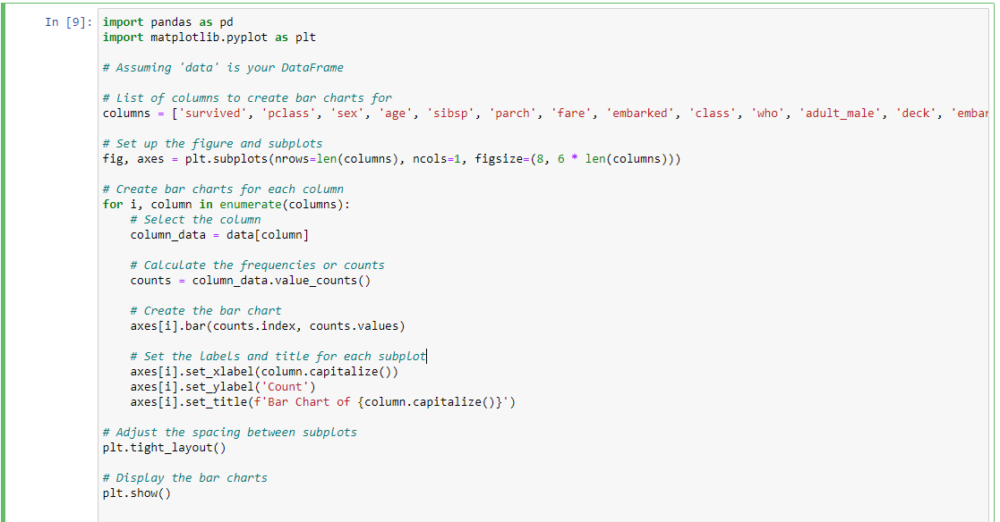 In [9]:
import pandas as pd
import matplotlib.pyplot as plt
# Assuming 'data' is your DataFrame
# List of columns to create bar charts for
columns = ['survived', 'pclass', 'sex', 'age', 'sibsp', 'parch', 'fare', 'embarked', 'class', 'who', 'adult_male', 'deck', 'embar
# Set up the figure and subplots
fig, axes = plt.subplots(nrows=len(columns), ncols=1, figsize=(8, 6 * len(columns)))
# Create bar charts for each column
for i, column in enumerate(columns):
    # Select the column
    column_data = data[column]
    # Calculate the frequencies or counts
    counts = column_data.value_counts()
    # Create the bar chart
    axes[i].bar(counts.index, counts.values)
    # Set the labels and title for each subplot
    axes[i].set_xlabel(column.capitalize())
    axes[i].set_ylabel('Count')
    axes[i].set_title(f'Bar Chart of {column.capitalize()}')
# Adjust the spacing between subplots
plt.tight_layout()
# Display the bar charts
plt.show()